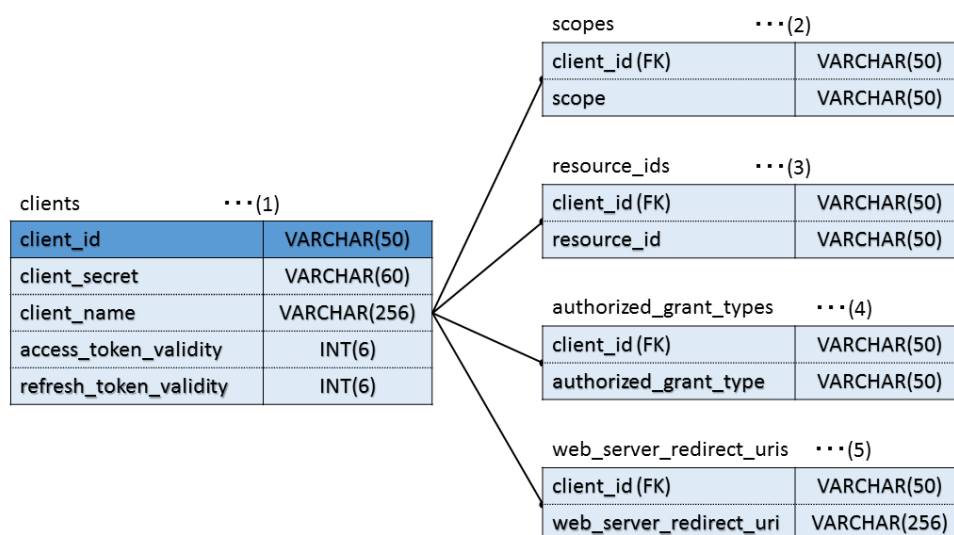 clients ･･･(1)
client_id VARCHAR(50)
client_secret VARCHAR(60)
client_name VARCHAR(256)
access_token_validity INT(6)
refresh_token_validity INT(6)
scopes ･･･(2)
client_id (FK) VARCHAR(50)
scope VARCHAR(50)
resource_ids ･･･(3)
client_id (FK) VARCHAR(50)
resource_id VARCHAR(50)
authorized_grant_types ･･･(4)
client_id (FK) VARCHAR(50)
authorized_grant_type VARCHAR(50)
web_server_redirect_uris ･･･(5)
client_id (FK) VARCHAR(50)
web_server_redirect_uri VARCHAR(256)